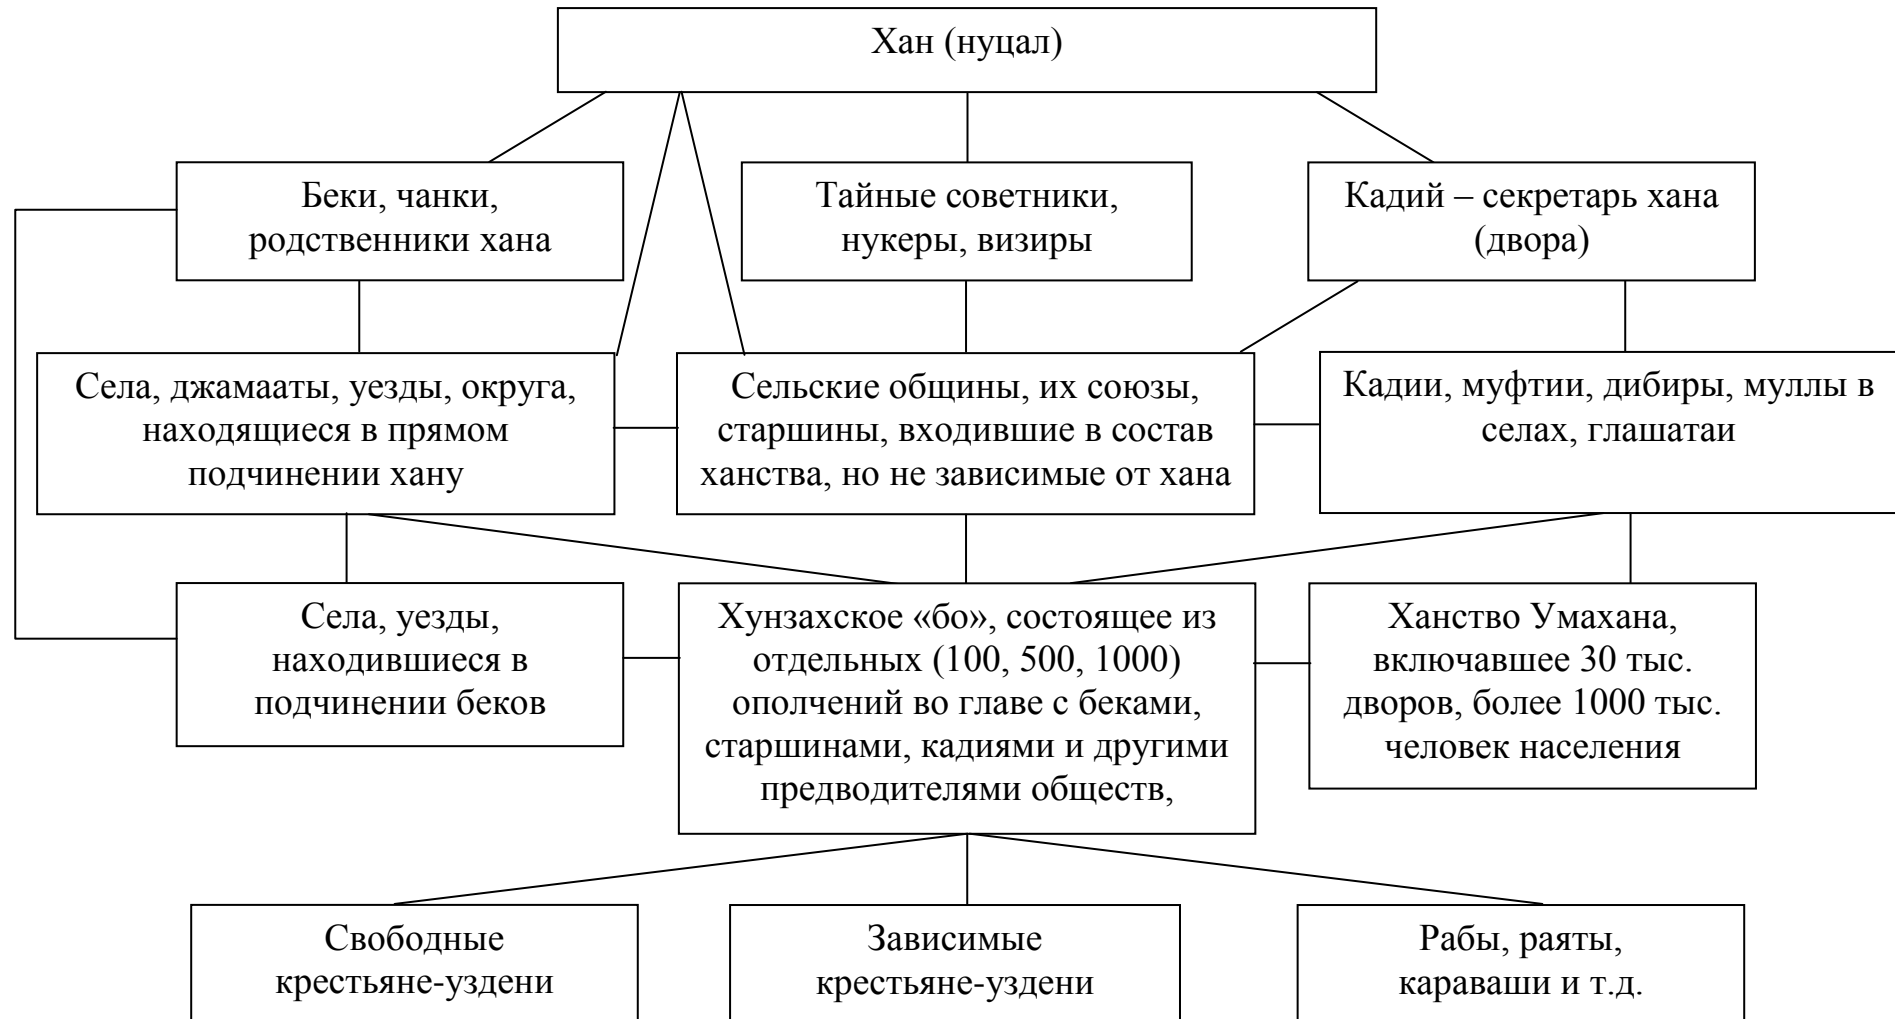 Хан (нуцал)
Беки, чанки,
родственники хана
Тайные советники,
нукеры, визиры
Кадий – секретарь хана
(двора)
Села, джамааты, уезды, округа,
находящиеся в прямом
подчинении хану
Сельские общины, их союзы,
старшины, входившие в состав
ханства, но не зависимые от хана
Кадии, муфтии, дибиры, муллы в
селах, глашатаи
Села, уезды,
находившиеся в
подчинении беков
Хунзахское «бо», состоящее из
отдельных (100, 500, 1000)
ополчений во главе с беками,
старшинами, кадиями и другими
предводителями обществ,
Ханство Умахана,
включавшее 30 тыс.
дворов, более 1000 тыс.
человек населения
Свободные
крестьяне-уздени
Зависимые
крестьяне-уздени
Рабы, раяты,
караваши и т.д.